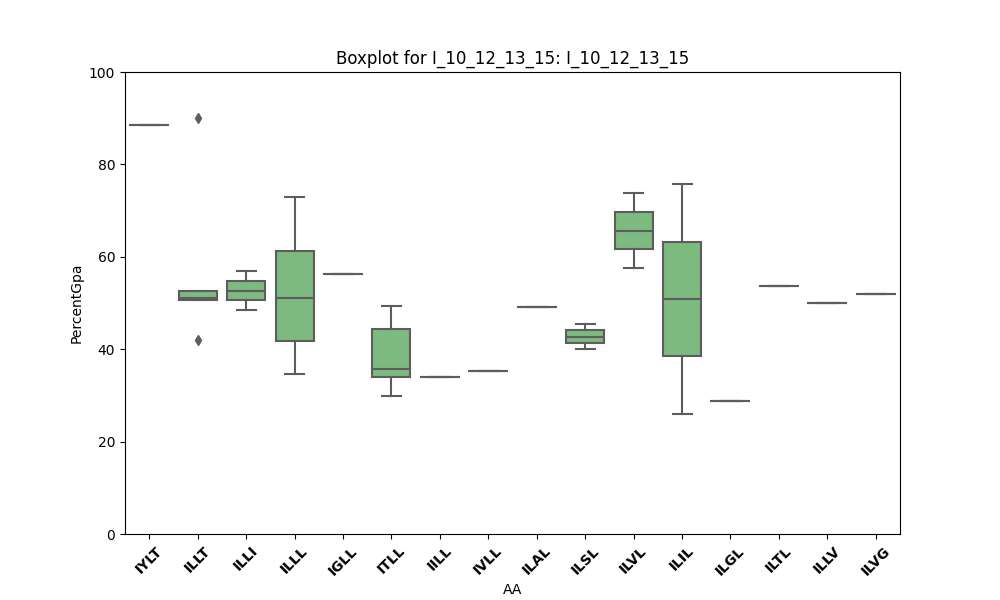 Boxplot for I_10_12_13_15: I_10_12_13_15
100
80
60
40
20
0
PercentGpa
IYLT
ILLT
ILLI
ILLL
IGLL
ITLL
IILL
IVLL
ILAL
ILSL
ILVL
ILIL
ILGL
ILTL
ILLV
ILVG
AA